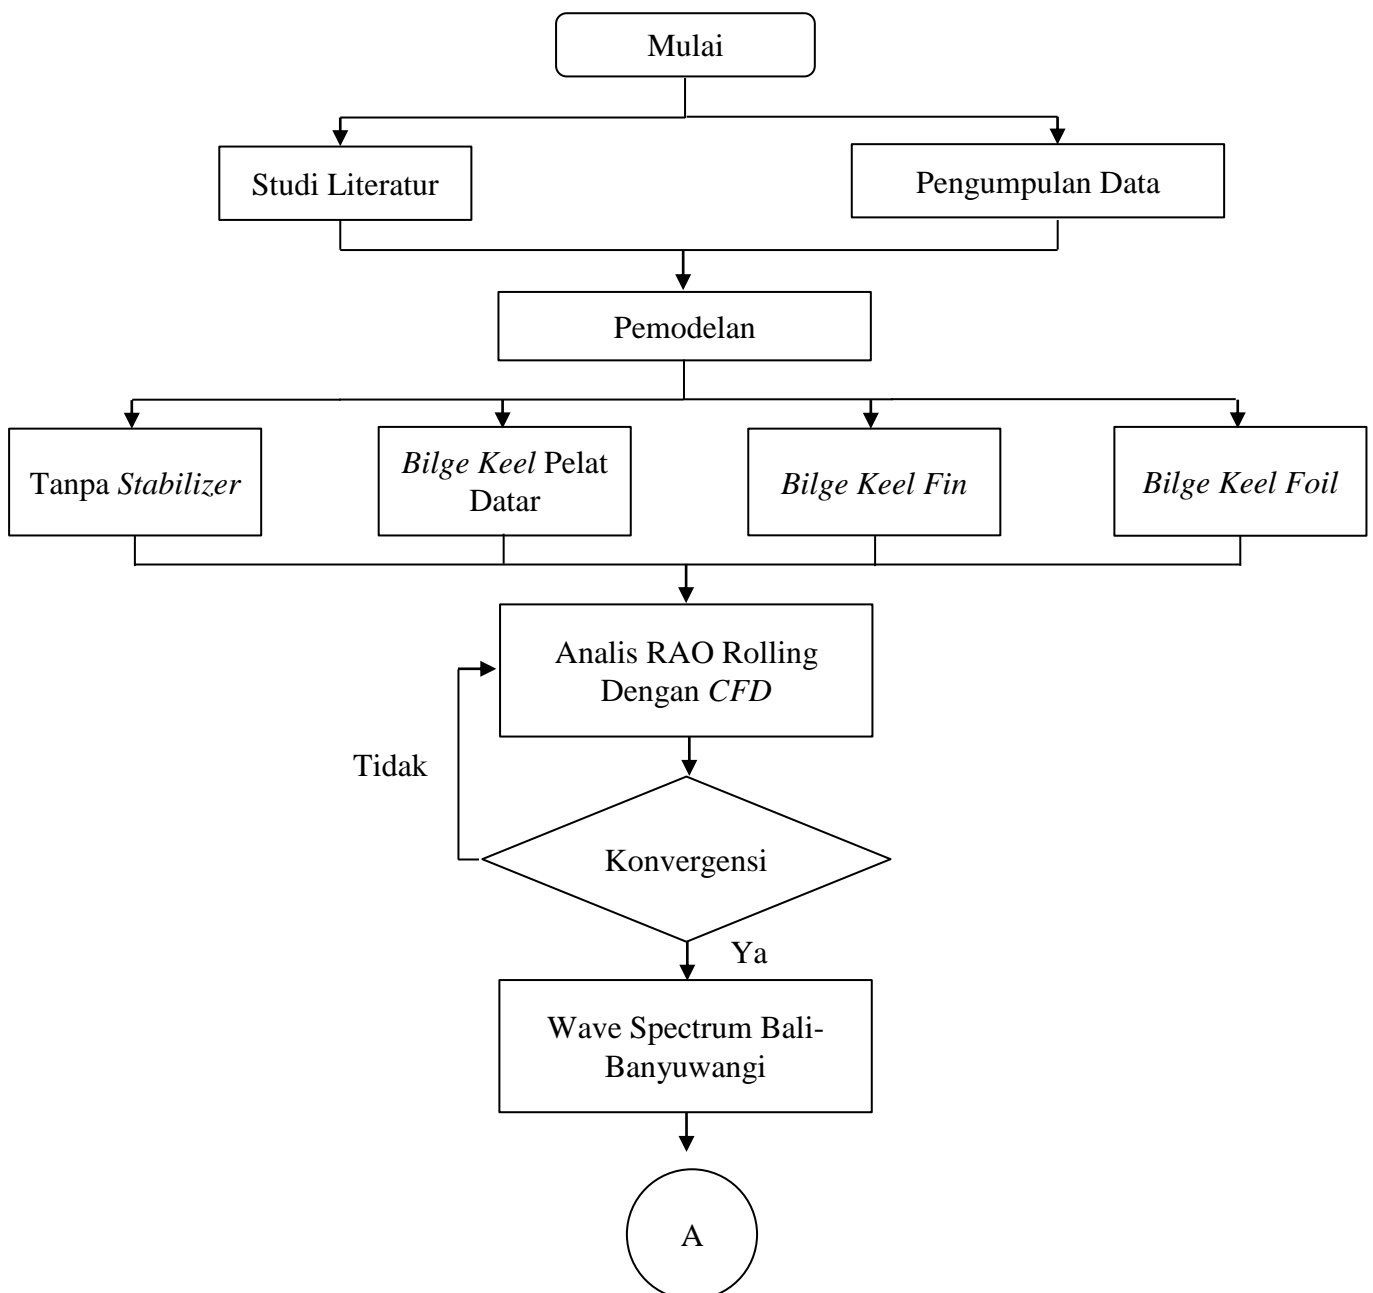 Mulai
Studi Literatur
Pengumpulan Data
Pemodelan
Tanpa Stabilizer
Bilge Keel Pelat
Datar
Bilge Keel Fin
Bilge Keel Foil
Analis RAO Rolling
Dengan CFD
Tidak
Konvergensi
Ya
Wave Spectrum Bali-
Banyuwangi
A